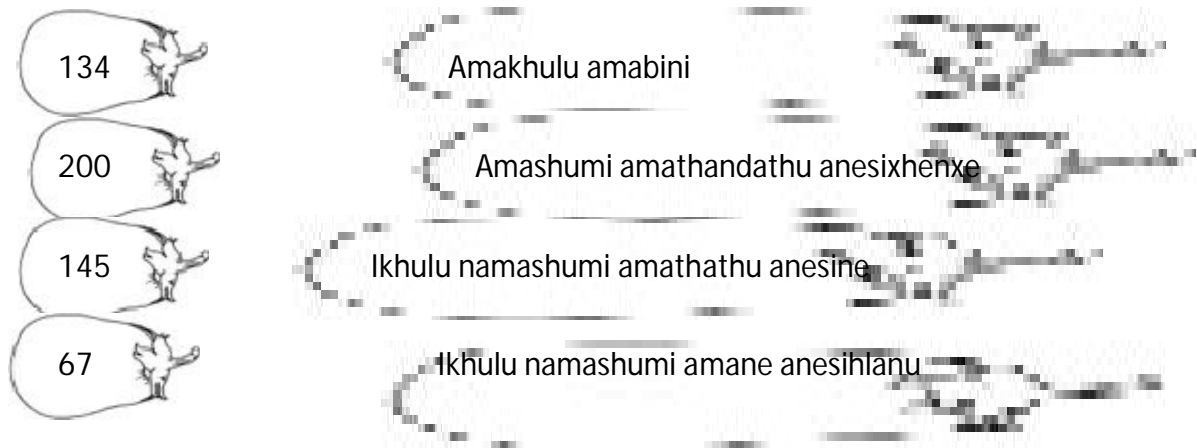 134 Amakhulu amabini
200 Amashumi amathandathu anesixhenxe
145 Ikhulu namashumi amathathu anesine
67 Ikhulu namashumi amane anesihlanu